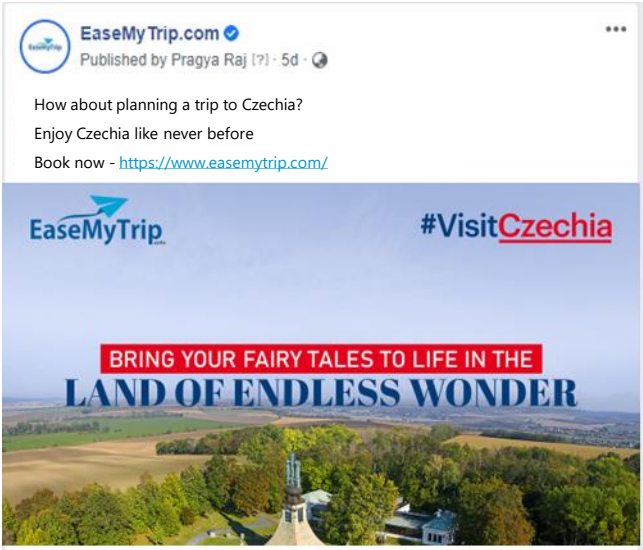 EaseMyTrip.com
Published by Pragya Raj [?] · 5d ·
How about planning a trip to Czechia?
Enjoy Czechia like never before
Book now - https://www.easemytrip.com/
EaseMyTrip
#VisitCzechia
BRING YOUR FAIRY TALES TO LIFE IN THE
LAND OF ENDLESS WONDER